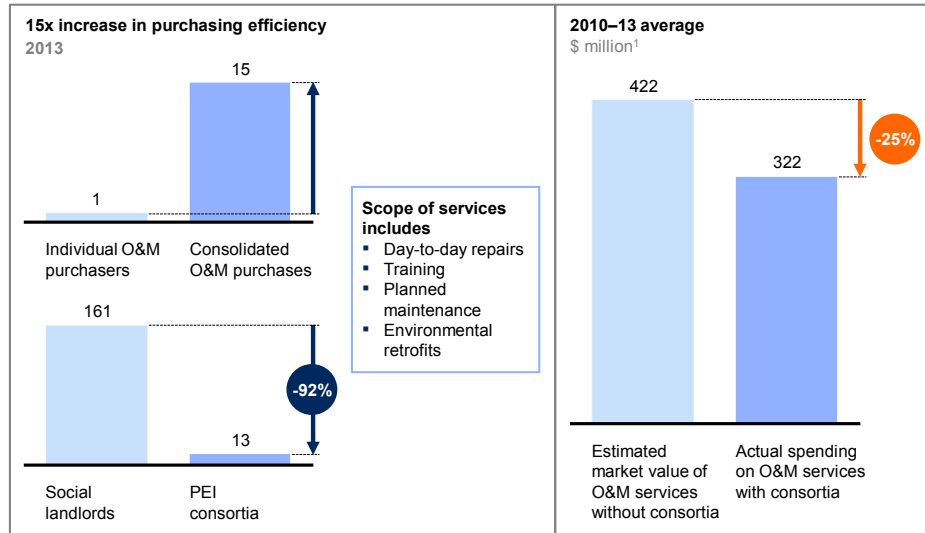 15x increase in purchasing efficiency
2013
15
1
Individual O&M
purchasers
Consolidated
O&M purchases
161
-92%
13
Social
landlords
PEI
consortia
Scope of services
includes
▪ Day-to-day repairs
▪ Training
▪ Planned
maintenance
▪ Environmental
retrofits
2010–13 average
$ million¹
422
-25%
322
Estimated
market value of
O&M services
without consortia
Actual spending
on O&M services
with consortia